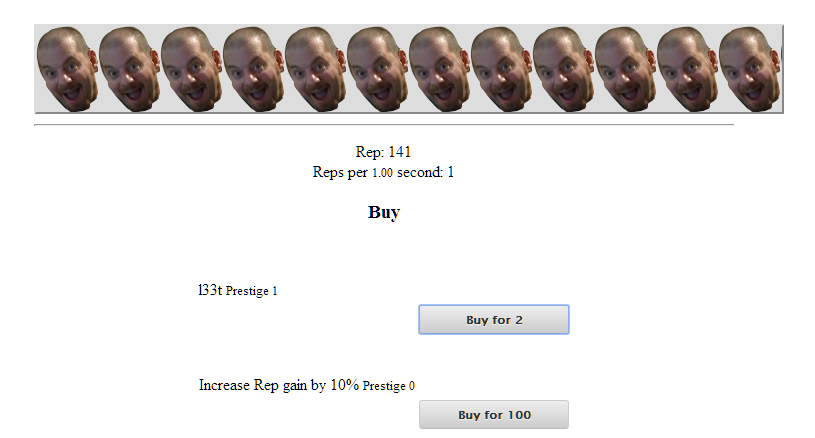 Rep: 141
Reps per 1.00 second: 1
Buy
l33t Prestige 1
Buy for 2
Increase Rep gain by 10% Prestige 0
Buy for 100